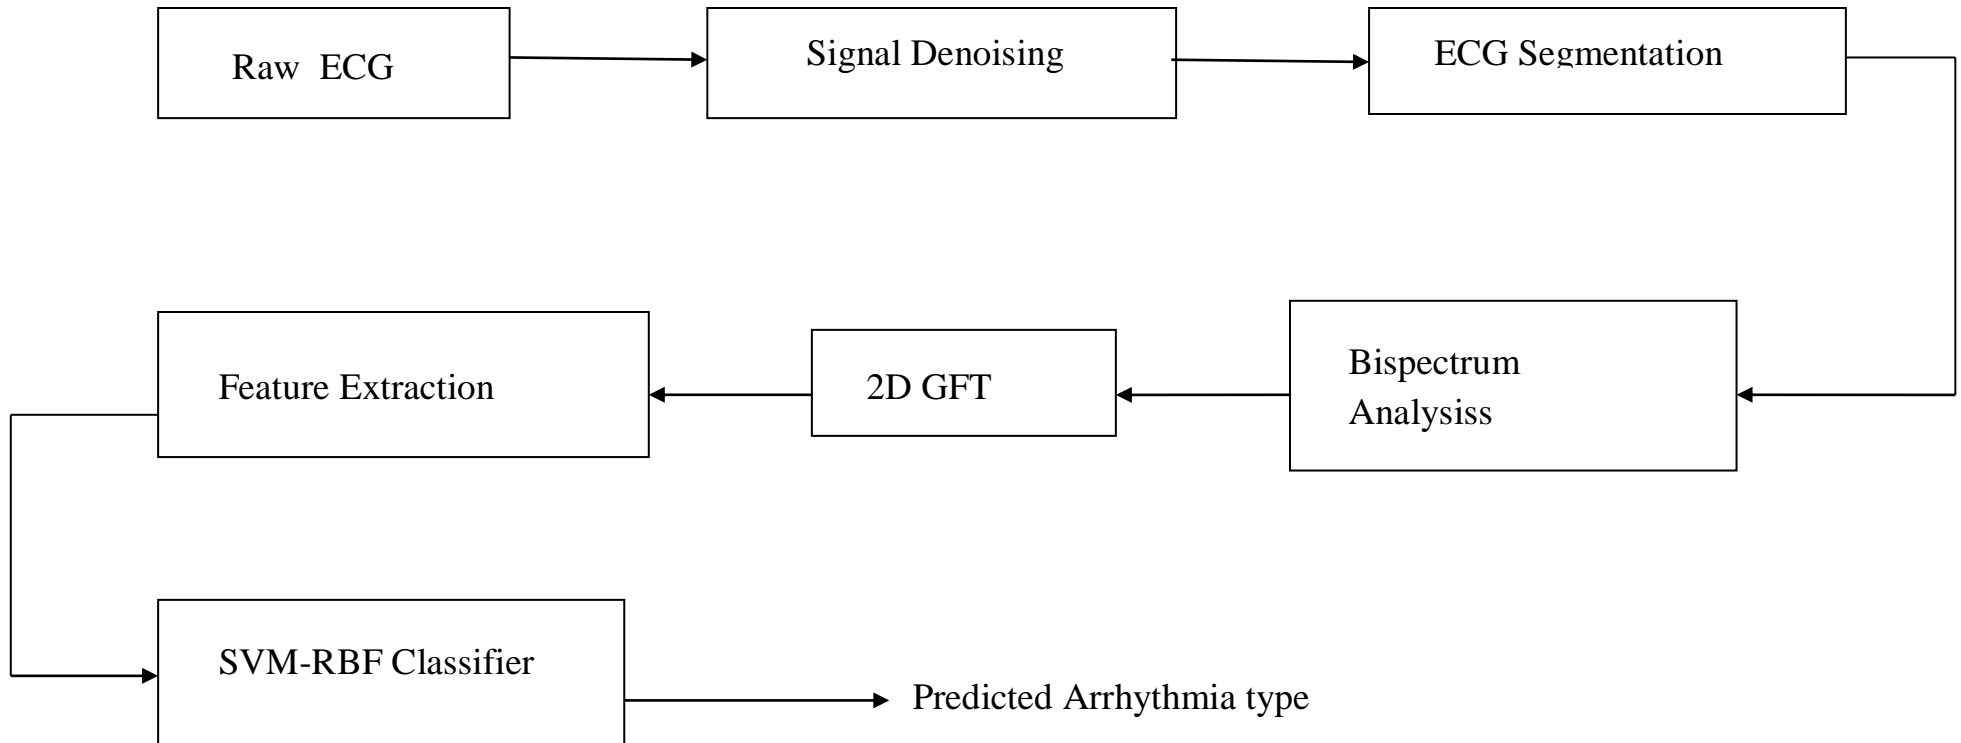 Raw ECG
Signal Denoising
ECG Segmentation
Bispectrum
Analysiss
2D GFT
Feature Extraction
SVM-RBF Classifier
Predicted Arrhythmia type